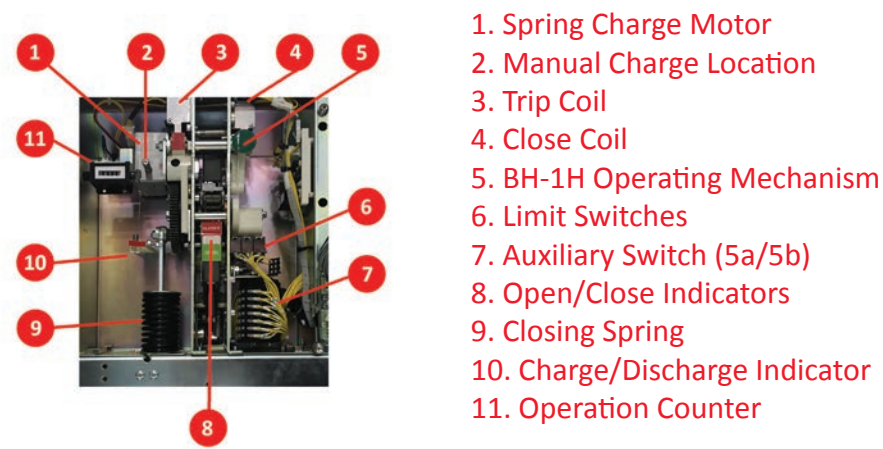 1
2
3
4
5
11
6
10
7
9
8
1. Spring Charge Motor
2. Manual Charge Location
3. Trip Coil
4. Close Coil
5. BH-1H Operating Mechanism
6. Limit Switches
7. Auxiliary Switch (5a/5b)
8. Open/Close Indicators
9. Closing Spring
10. Charge/Discharge Indicator
11. Operation Counter